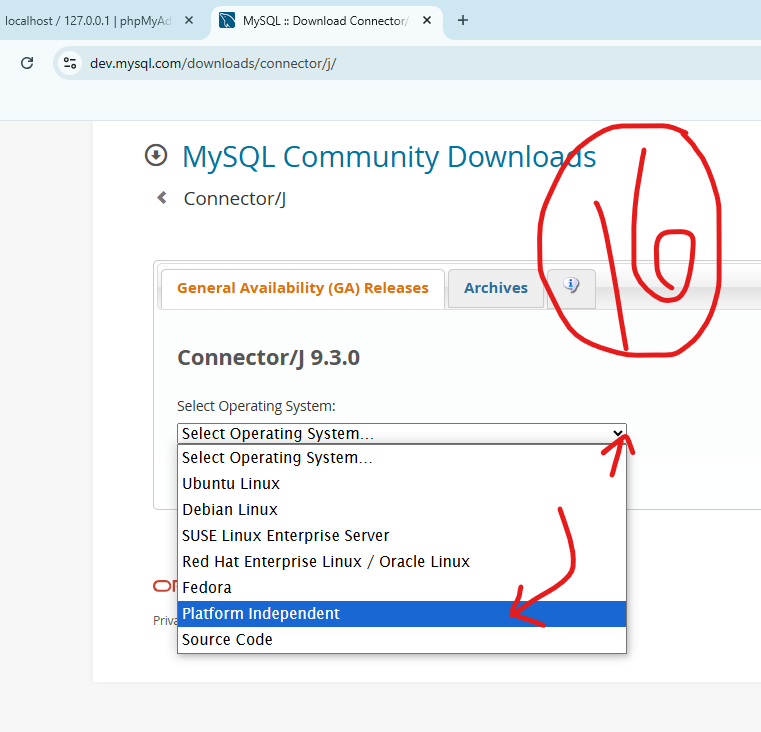 localhost / 127.0.0.1 | phpMyAd
MySQL :: Download Connector/
dev.mysql.com/downloads/connector/j/
MySQL Community Downloads
Connector/J
16
General Availability (GA) Releases
Archives
Connector/J 9.3.0
Select Operating System:
Select Operating System...
Select Operating System...
Ubuntu Linux
Debian Linux
SUSE Linux Enterprise Server
Red Hat Enterprise Linux / Oracle Linux
Fedora
Platform Independent
Source Code